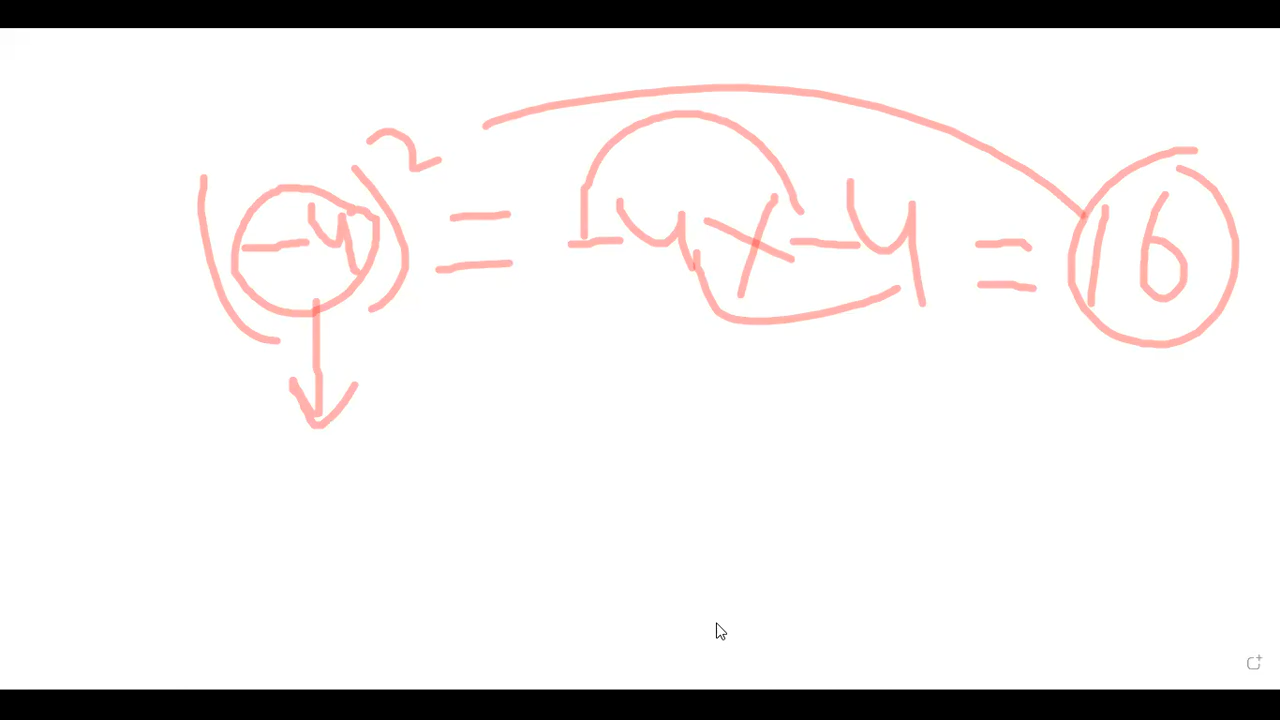 (-4)² = -4 × -4 = 16